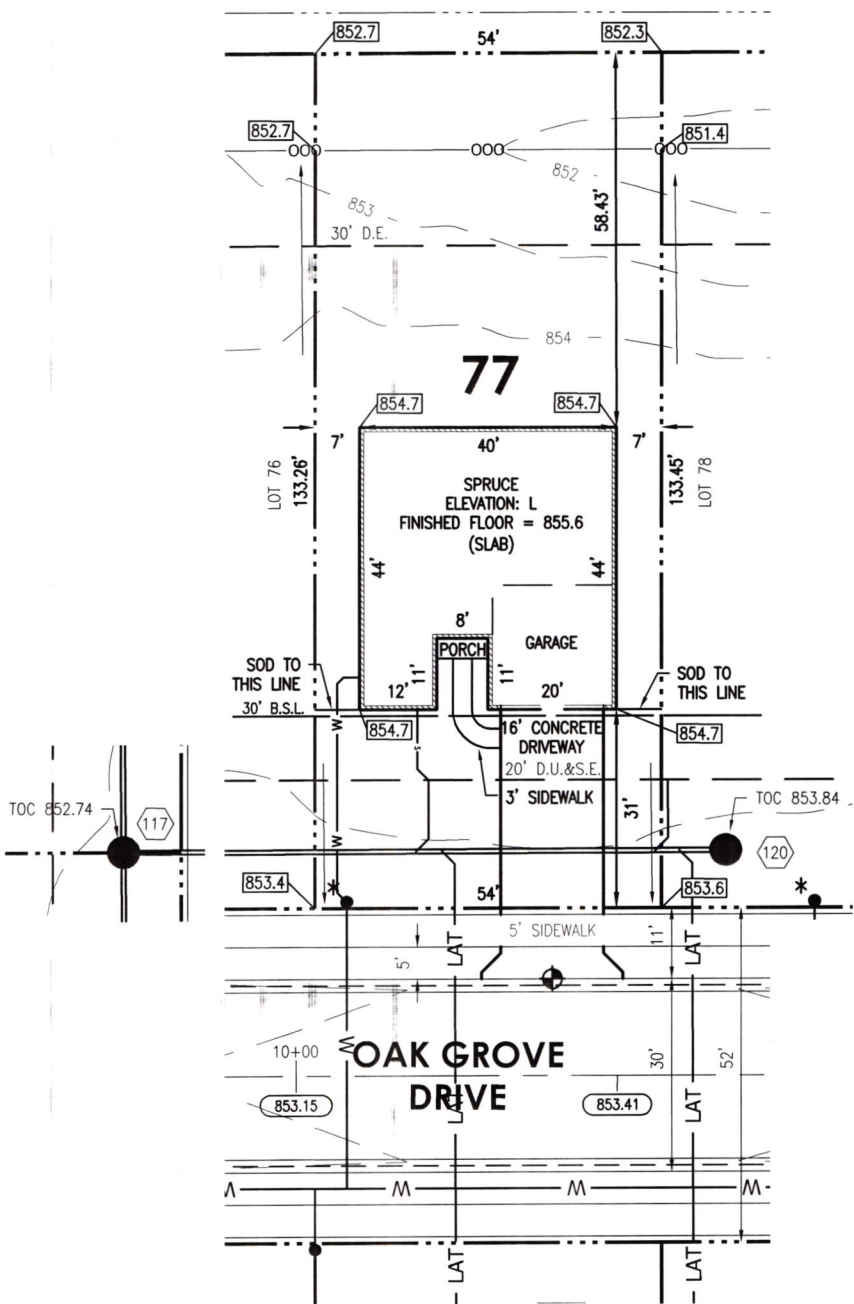 852.7
54'
852.3
852.7
OOO
OOO
OOO
851.4
852
853
58.43'
30' D.E.
854
77
854.7
854.7
7'
40'
7'
LOT 76
133.26'
SPRUCE
ELEVATION: L
FINISHED FLOOR = 855.6
(SLAB)
133.45'
LOT 78
44'
44'
8'
PORCH
GARAGE
11'
11'
SOD TO
THIS LINE
12'
20'
SOD TO
THIS LINE
30' B.S.L.
W
854.7
S
16' CONCRETE
DRIVEWAY
854.7
20' D.U.&S.E.
3' SIDEWALK
31'
TOC 852.74
117
TOC 853.84
120
W
853.4
54'
853.6
5' SIDEWALK
LAT
LAT
11'
5'
10+00
W
OAK GROVE
DRIVE
30'
52'
853.15
853.41
LAT
LAT
W
W
W
W
LAT
LAT